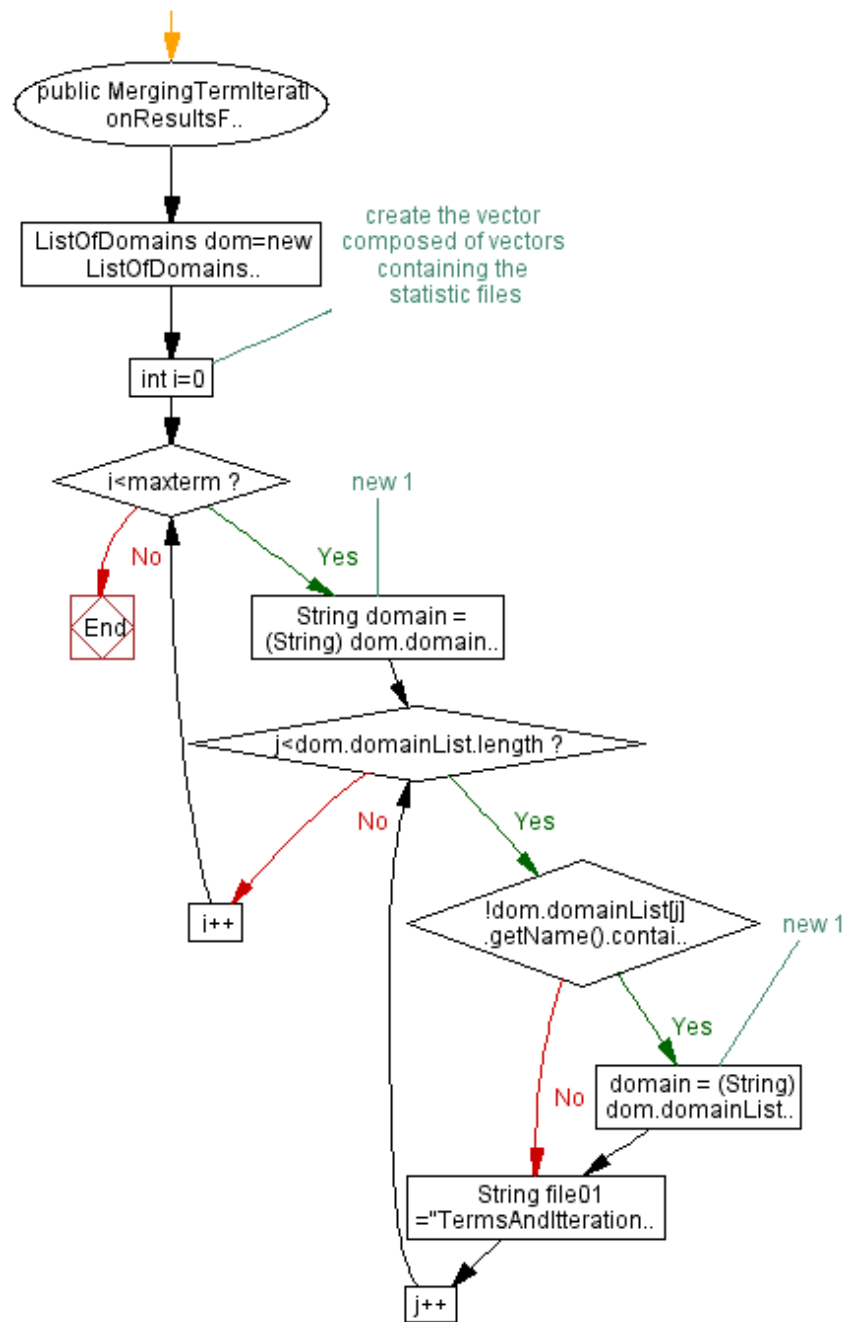 public MergingTermIterati
onResultsF..
ListOfDomains dom=new
ListOfDomains..
create the vector
composed of vectors
containing the
statistic files
int i=0
i<maxterm ?
new 1
No
Yes
End
String domain =
(String) dom.domain..
j<dom.domainList.length ?
No
Yes
i++
!dom.domainList[j]
.getName().contai..
new 1
Yes
No
domain = (String)
dom.domainList..
String file01
="TermsAndItteration..
j++